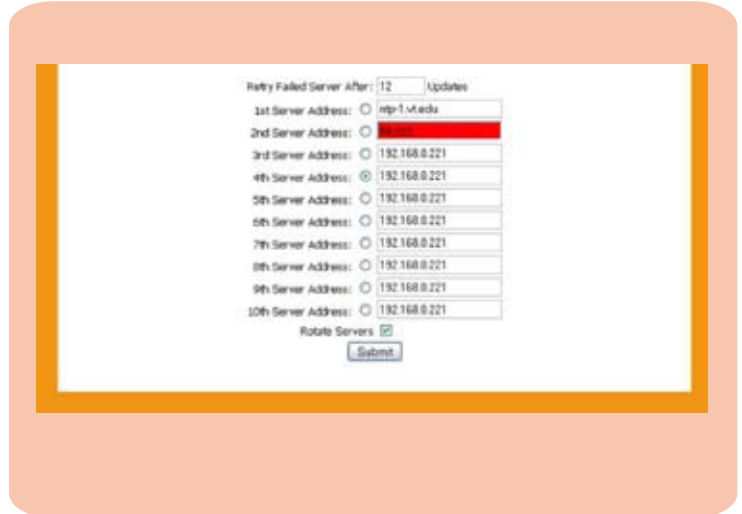 Retry Failed Server After: 12 Updates
1st Server Address: ntp-1.vt.edu
2nd Server Address:
3rd Server Address: 192.168.0.221
4th Server Address: 192.168.0.221
5th Server Address: 192.168.0.221
6th Server Address: 192.168.0.221
7th Server Address: 192.168.0.221
8th Server Address: 192.168.0.221
9th Server Address: 192.168.0.221
10th Server Address: 192.168.0.221
Rotate Servers
Submit